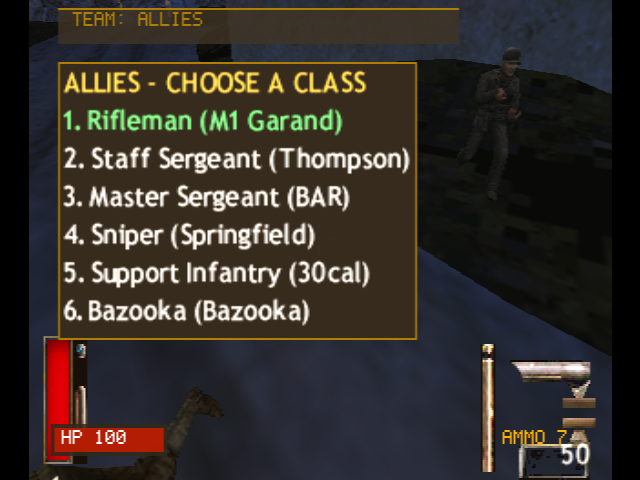 TEAM: ALLIES
ALLIES - CHOOSE A CLASS
1. Rifleman (M1 Garand)
2. Staff Sergeant (Thompson)
3. Master Sergeant (BAR)
4. Sniper (Springfield)
5. Support Infantry (30cal)
6. Bazooka (Bazooka)
HP 100
AMMO 7
50